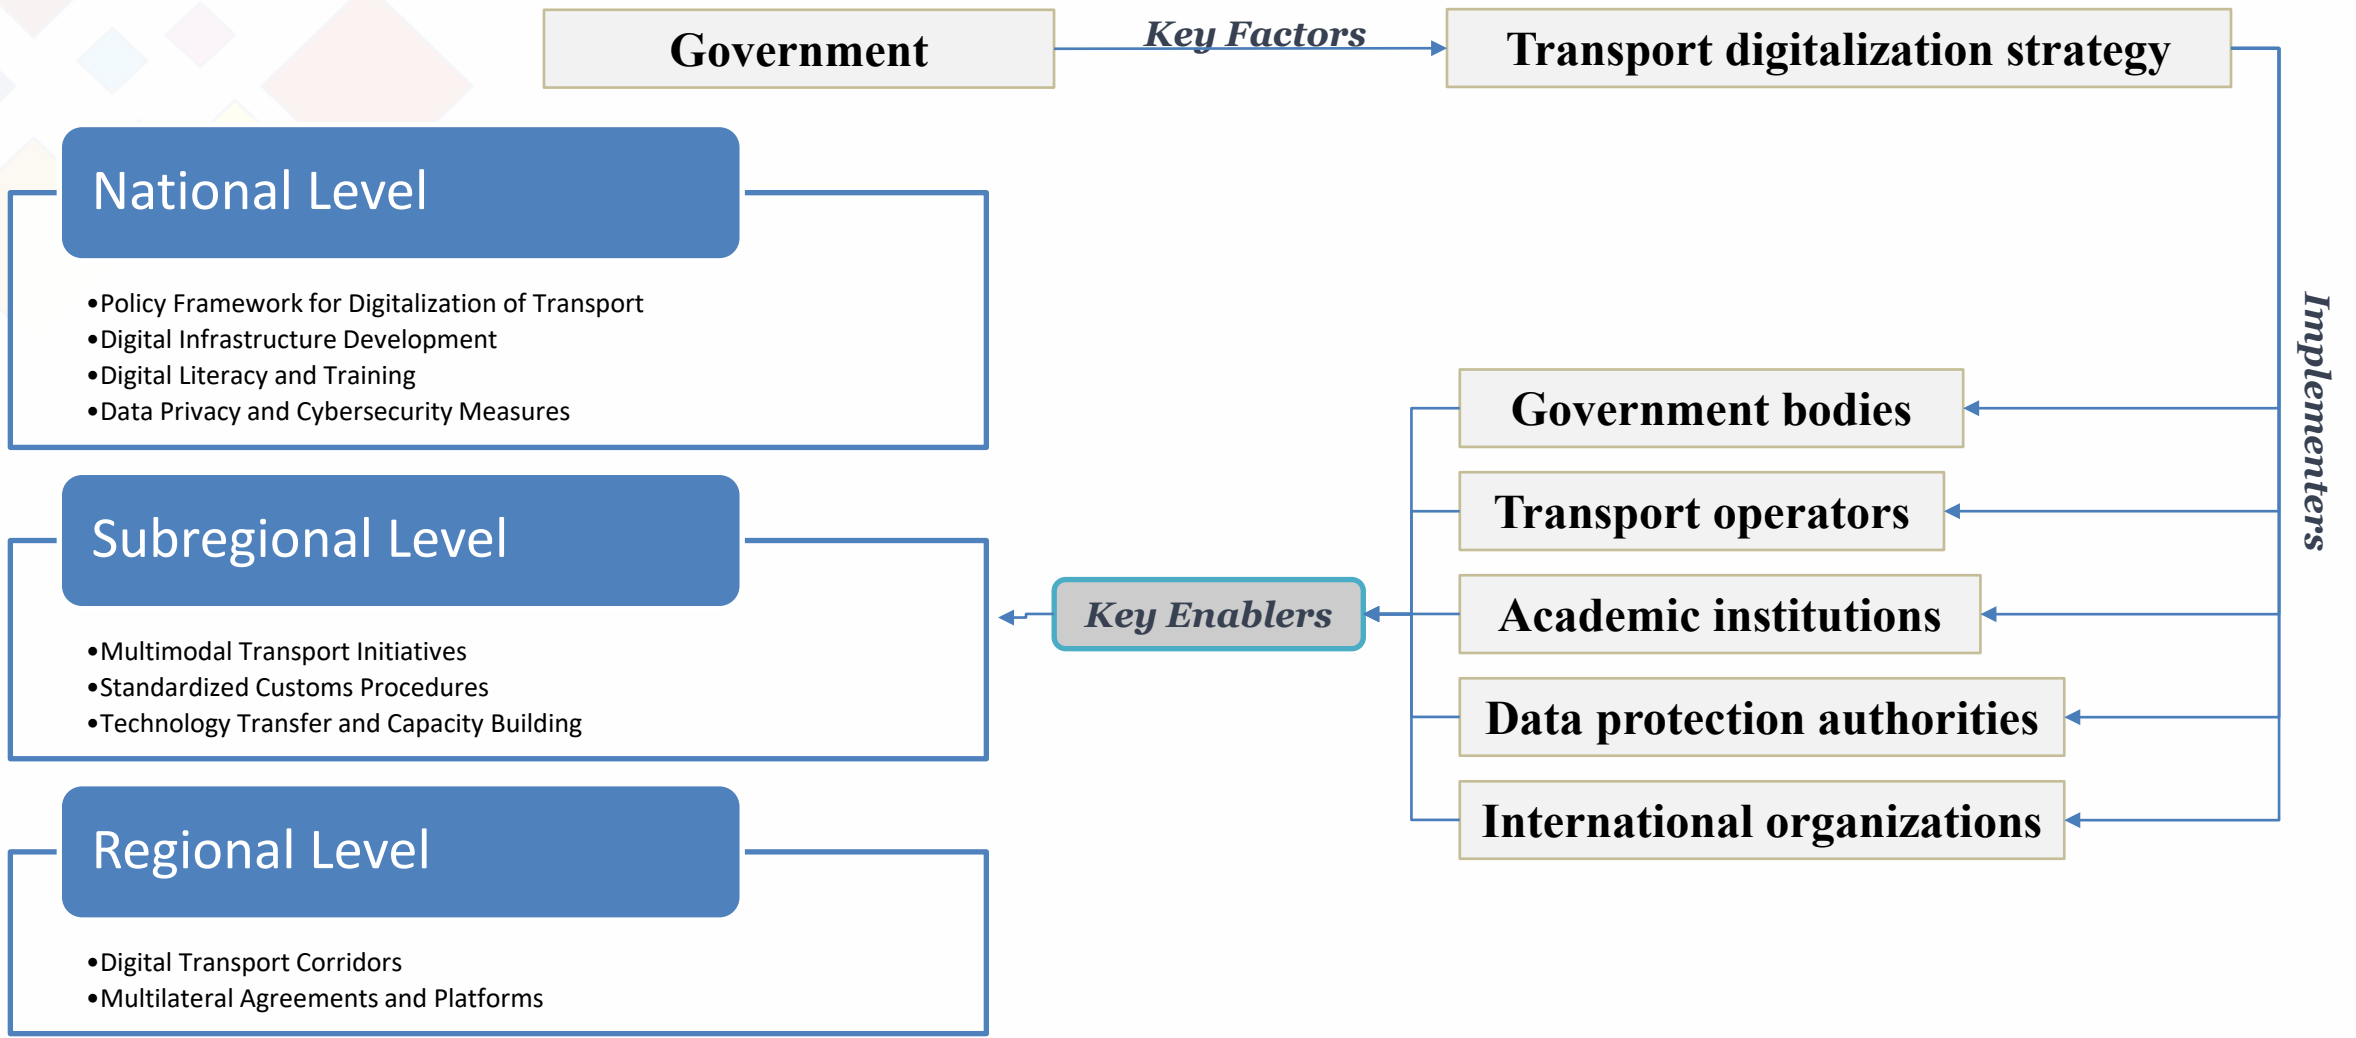 Government
Key Factors
Transport digitalization strategy
National Level
•Policy Framework for Digitalization of Transport
•Digital Infrastructure Development
•Digital Literacy and Training
•Data Privacy and Cybersecurity Measures
Subregional Level
•Multimodal Transport Initiatives
•Standardized Customs Procedures
•Technology Transfer and Capacity Building
Regional Level
•Digital Transport Corridors
•Multilateral Agreements and Platforms
Key Enablers
Government bodies
Transport operators
Academic institutions
Data protection authorities
International organizations
Implementers